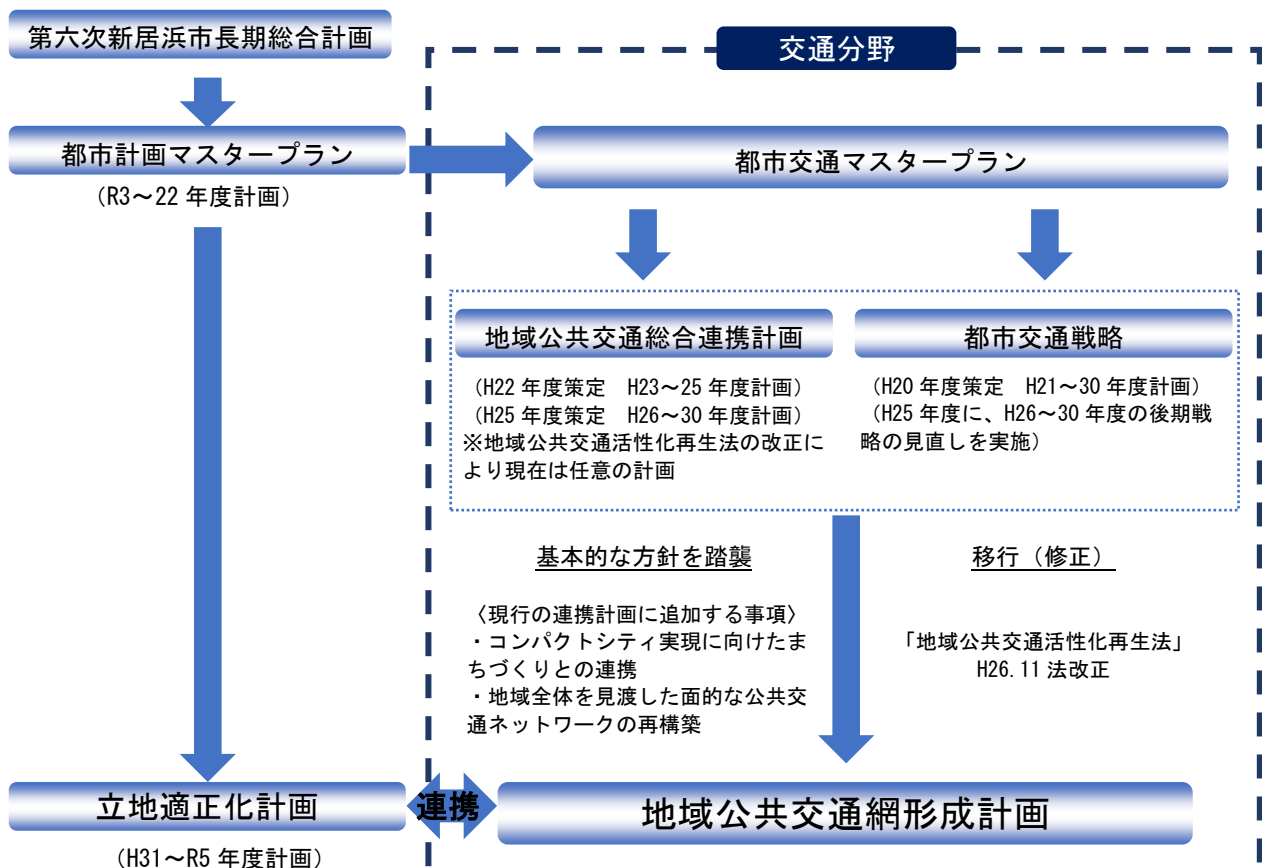 第六次新居浜市長期総合計画
交通分野
都市計画マスタープラン
（R3～22 年度計画）
都市交通マスタープラン
地域公共交通総合連携計画
（H22 年度策定　H23～25 年度計画）
（H25 年度策定　H26～30 年度計画）
※地域公共交通活性化再生法の改正に
より現在は任意の計画
都市交通戦略
（H20 年度策定　H21～30 年度計画）
（H25 年度に、H26～30 年度の後期戦
略の見直しを実施）
基本的な方針を踏襲
〈現行の連携計画に追加する事項〉
・コンパクトシティ実現に向けたま
ちづくりとの連携
・地域全体を見渡した面的な公共交
通ネットワークの再構築
移行（修正）
「地域公共交通活性化再生法」
H26.11 法改正
立地適正化計画
（H31～R5 年度計画）
連携
地域公共交通網形成計画